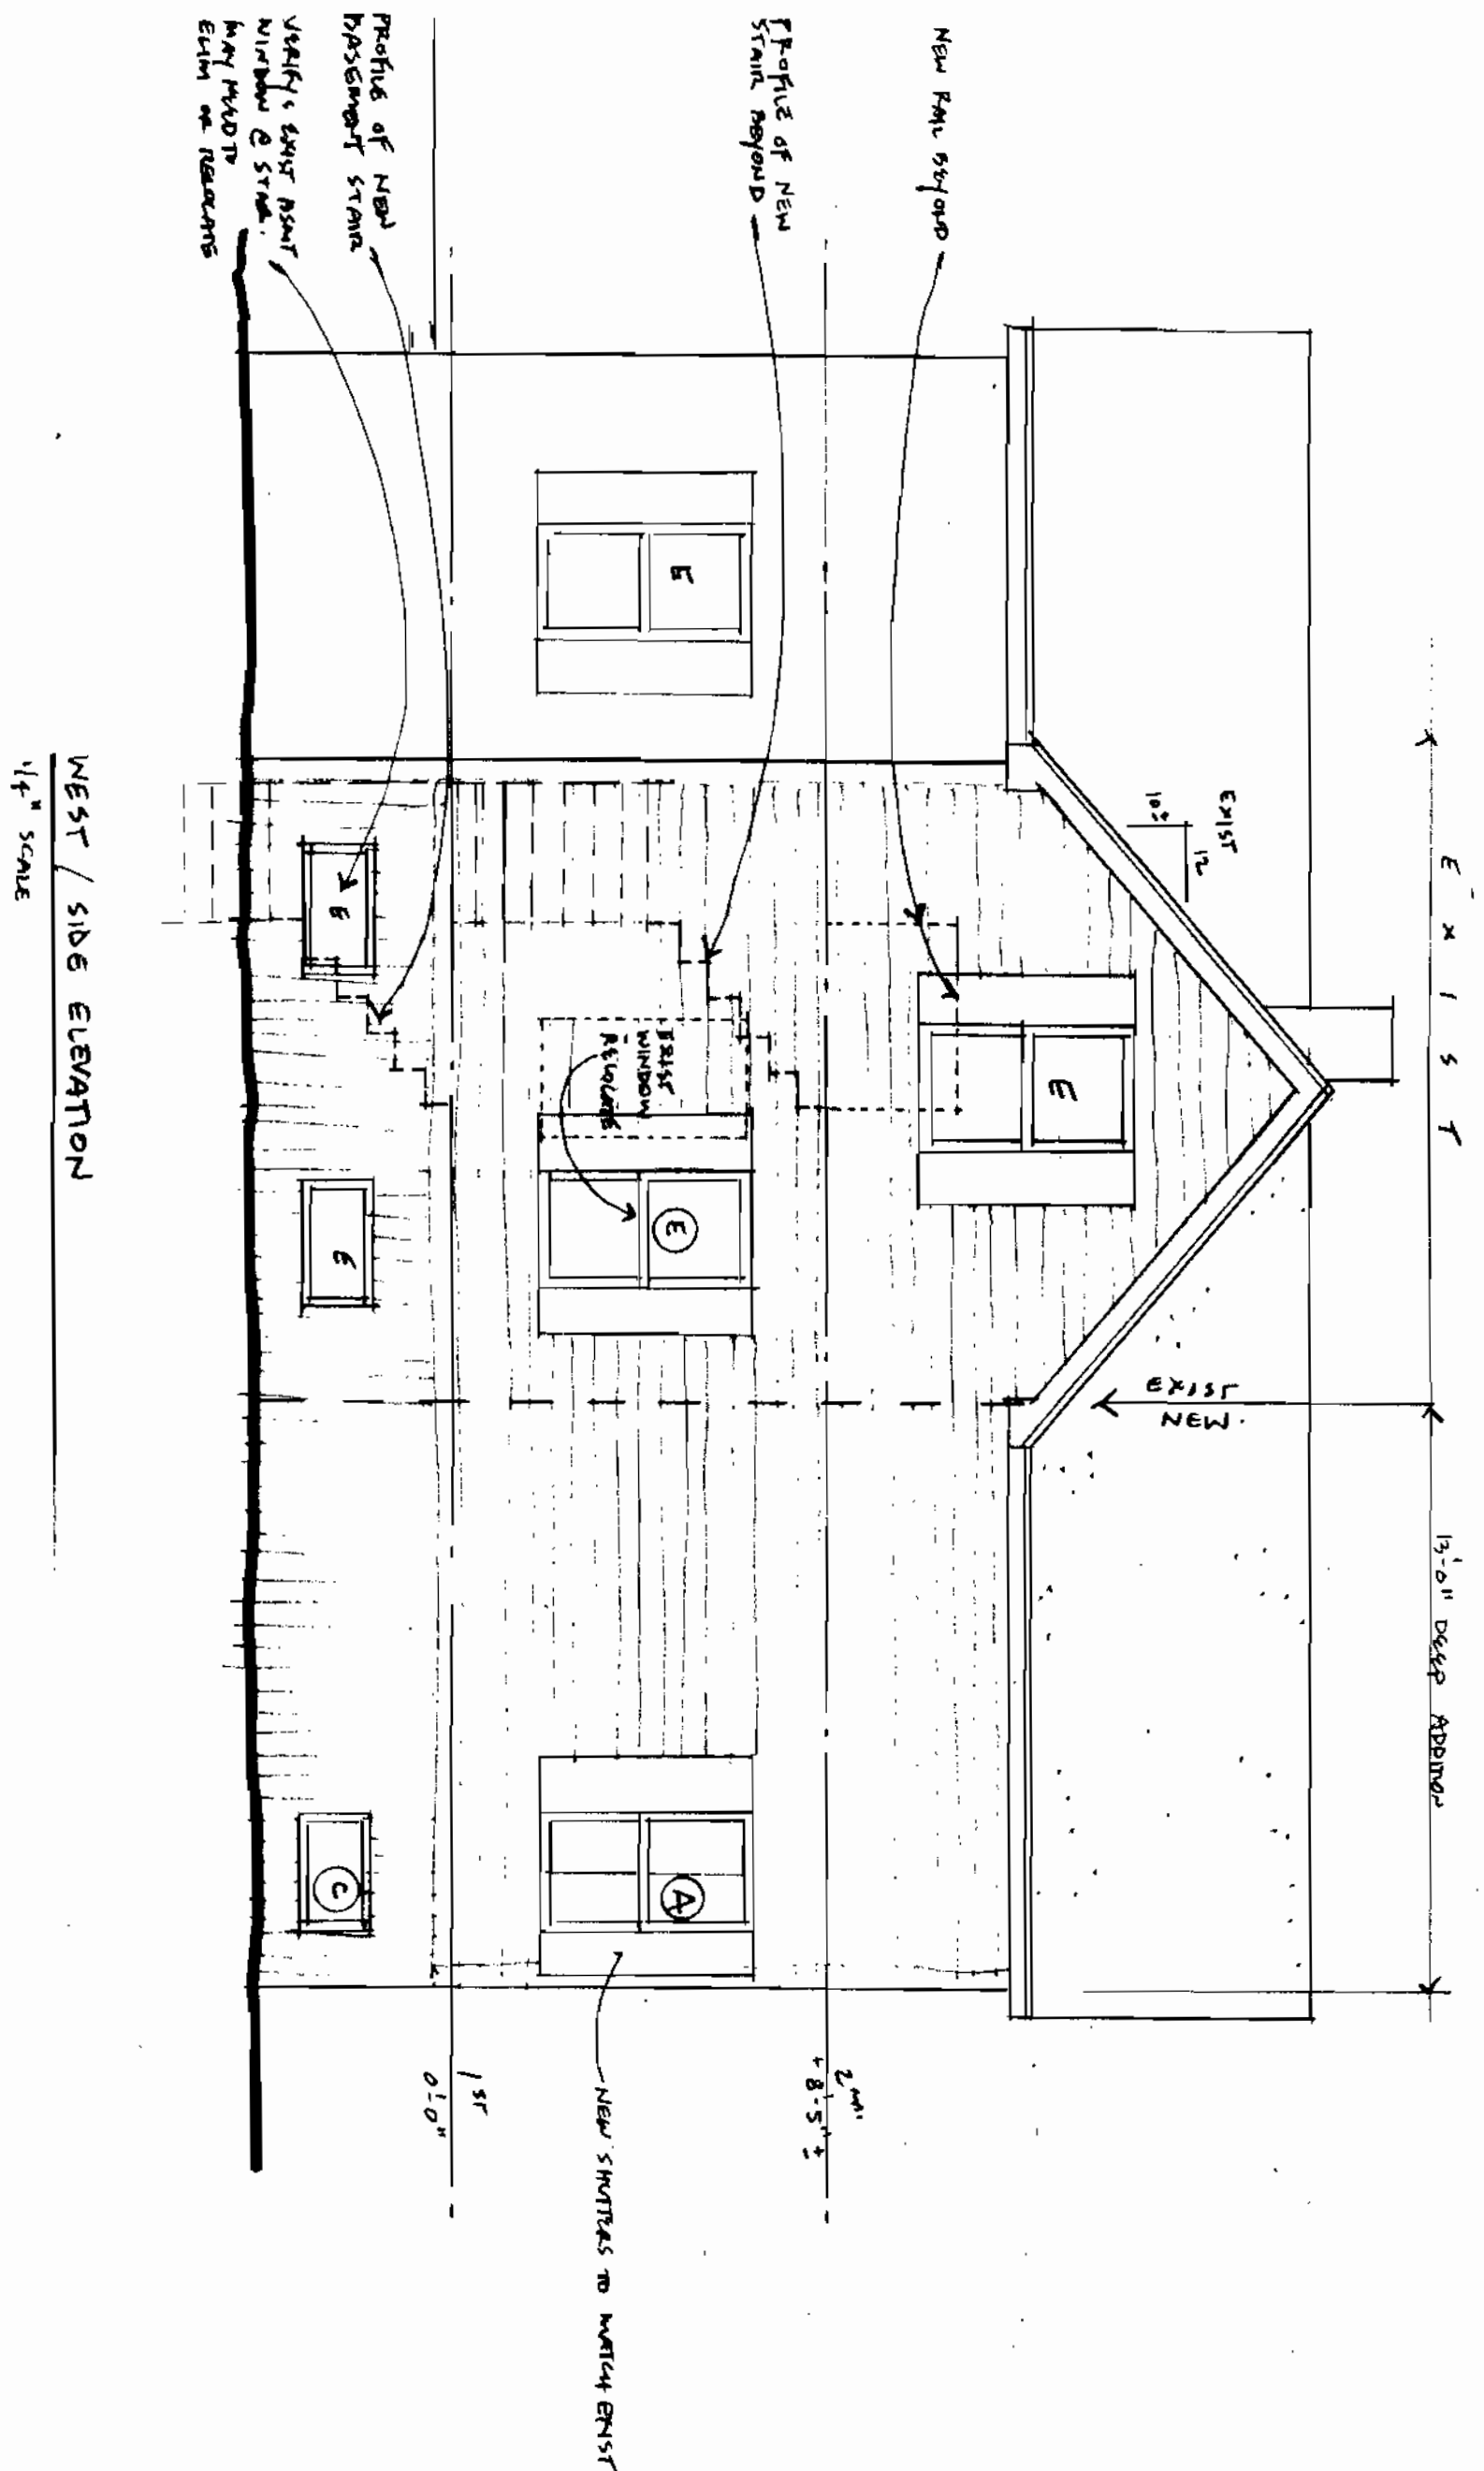 E X I S T
13'-0" DEEP ADDITION
EXIST
12
10±
EXIST
NEW.
NEW RAIL BEYOND
PROFILE OF NEW
STAIR BEYOND
PROFILE OF NEW
BASEMENT STAIR
VERIFY EXIST BSMT
WINDOW @ STAIR.
MAY NEED TO
ELIM OR RELOCATE
E
E
EXIST
WINDOW
RELOCATE
E
A
E
E
C
2ND
+ 8'-5" ±
1ST
0'-0"
NEW SHUTTERS TO MATCH EXIST
WEST / SIDE ELEVATION
1/4" SCALE